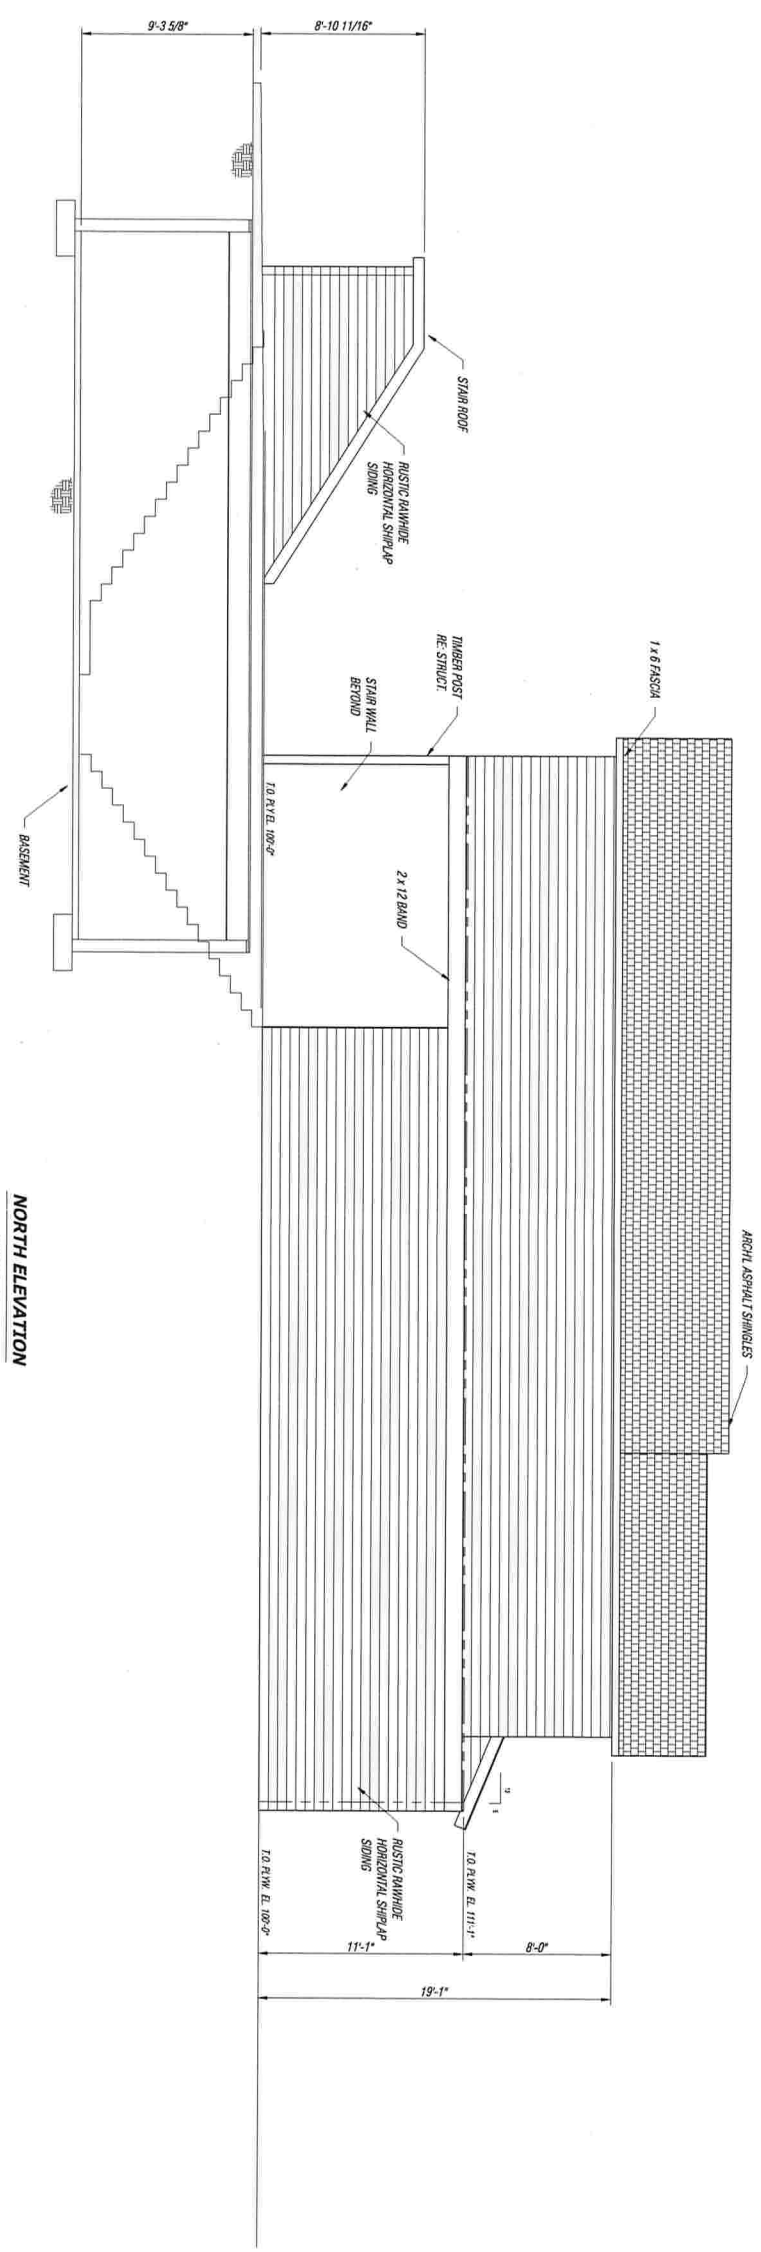 ARCH'L ASPHALT SHINGLES
1 x 6 FASCIA
STAIR ROOF
TIMBER POST
RE: STRUCT.
RUSTIC RAWHIDE
HORIZONTAL SHIPLAP
SIDING
STAIR WALL
BEYOND
2 x 12 BAND
8'-10 11/16"
9'-3 5/8"
T.O. PLY EL. 100'-0"
12
T.O. PLYW. EL. 111'-1"
8'-0"
RUSTIC RAWHIDE
HORIZONTAL SHIPLAP
SIDING
11'-1"
19'-1"
T.O. PLYW. EL. 100'-0"
BASEMENT
NORTH ELEVATION